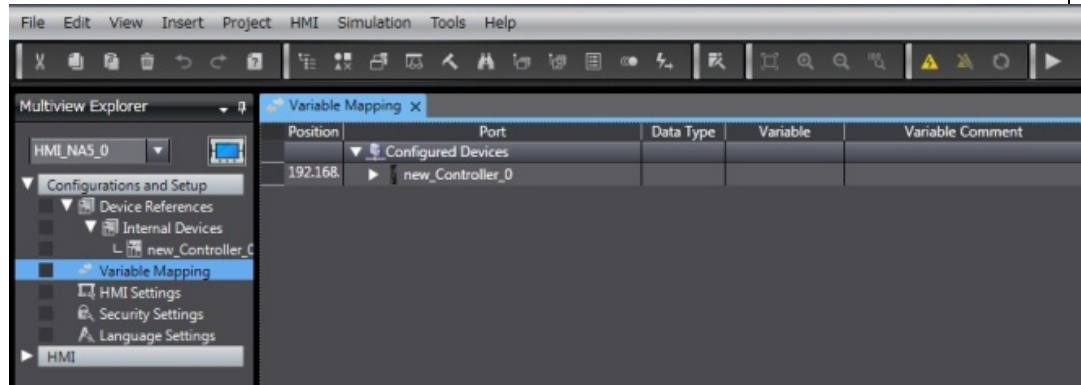 File Edit View Insert Project HMI Simulation Tools Help
Multiview Explorer
Variable Mapping
Position Port Data Type Variable Variable Comment
HMI_NA5_0
Configured Devices
192.168. new_Controller_0
Configurations and Setup
Device References
Internal Devices
new_Controller_0
Variable Mapping
HMI Settings
Security Settings
Language Settings
HMI